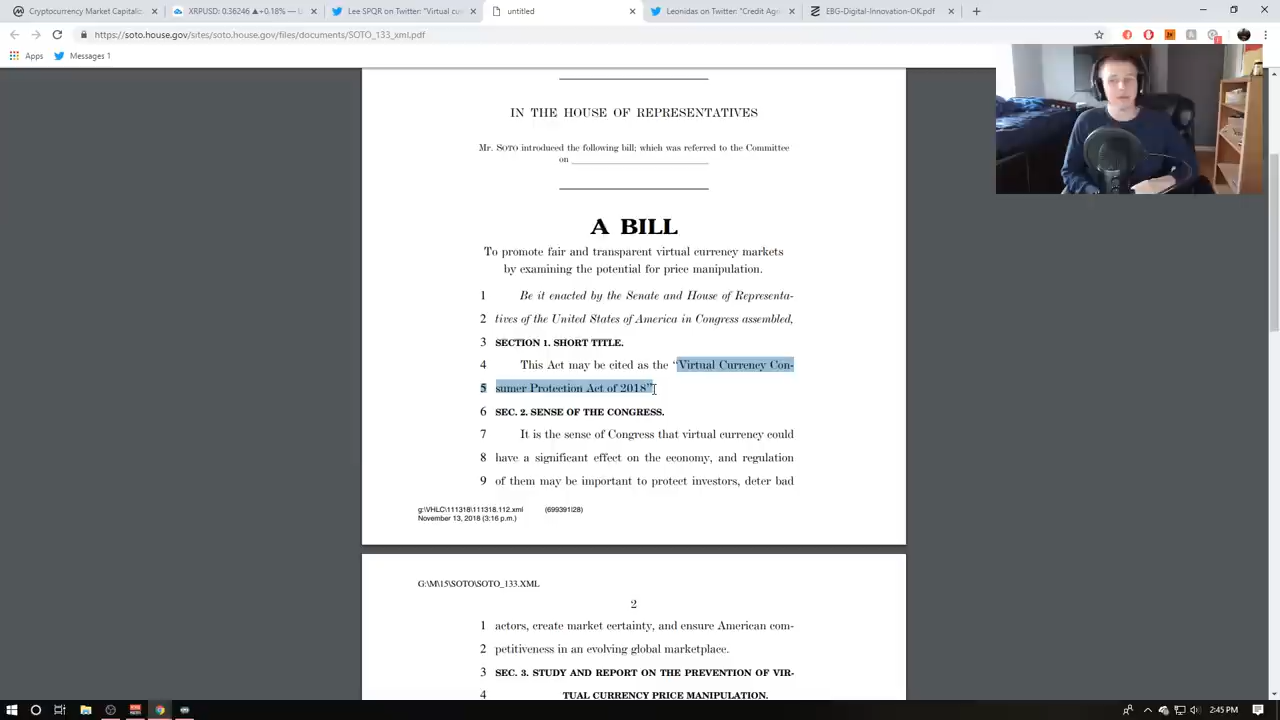 Cryptocurrency Market Capitaliz
XRPUSD: 0.36246 ▲+0.18% —
Lee SPQR on Twitter: "Virtual cur
untitled
Lee SPQR on Twitter: "Credit Agri
EBG-Digital-Innovation-OK.pdf
https://soto.house.gov/sites/soto.house.gov/files/documents/SOTO_133_xml.pdf
Apps
Messages 1
IN THE HOUSE OF REPRESENTATIVES
Mr. SOTO introduced the following bill; which was referred to the Committee
on
A BILL
To promote fair and transparent virtual currency markets
by examining the potential for price manipulation.
1 Be it enacted by the Senate and House of Representa-
2 tives of the United States of America in Congress assembled,
3 SECTION 1. SHORT TITLE.
4 This Act may be cited as the “Virtual Currency Con-
5 sumer Protection Act of 2018”
6 SEC. 2. SENSE OF THE CONGRESS.
7 It is the sense of Congress that virtual currency could
8 have a significant effect on the economy, and regulation
9 of them may be important to protect investors, deter bad
g:\VHLC\111318\111318.112.xml (699391|28)
November 13, 2018 (3:16 p.m.)
G:\M\15\SOTO\SOTO_133.XML
2
1 actors, create market certainty, and ensure American com-
2 petitiveness in an evolving global marketplace.
3 SEC. 3. STUDY AND REPORT ON THE PREVENTION OF VIR-
4 TUAL CURRENCY PRICE MANIPULATION.
2:45 PM